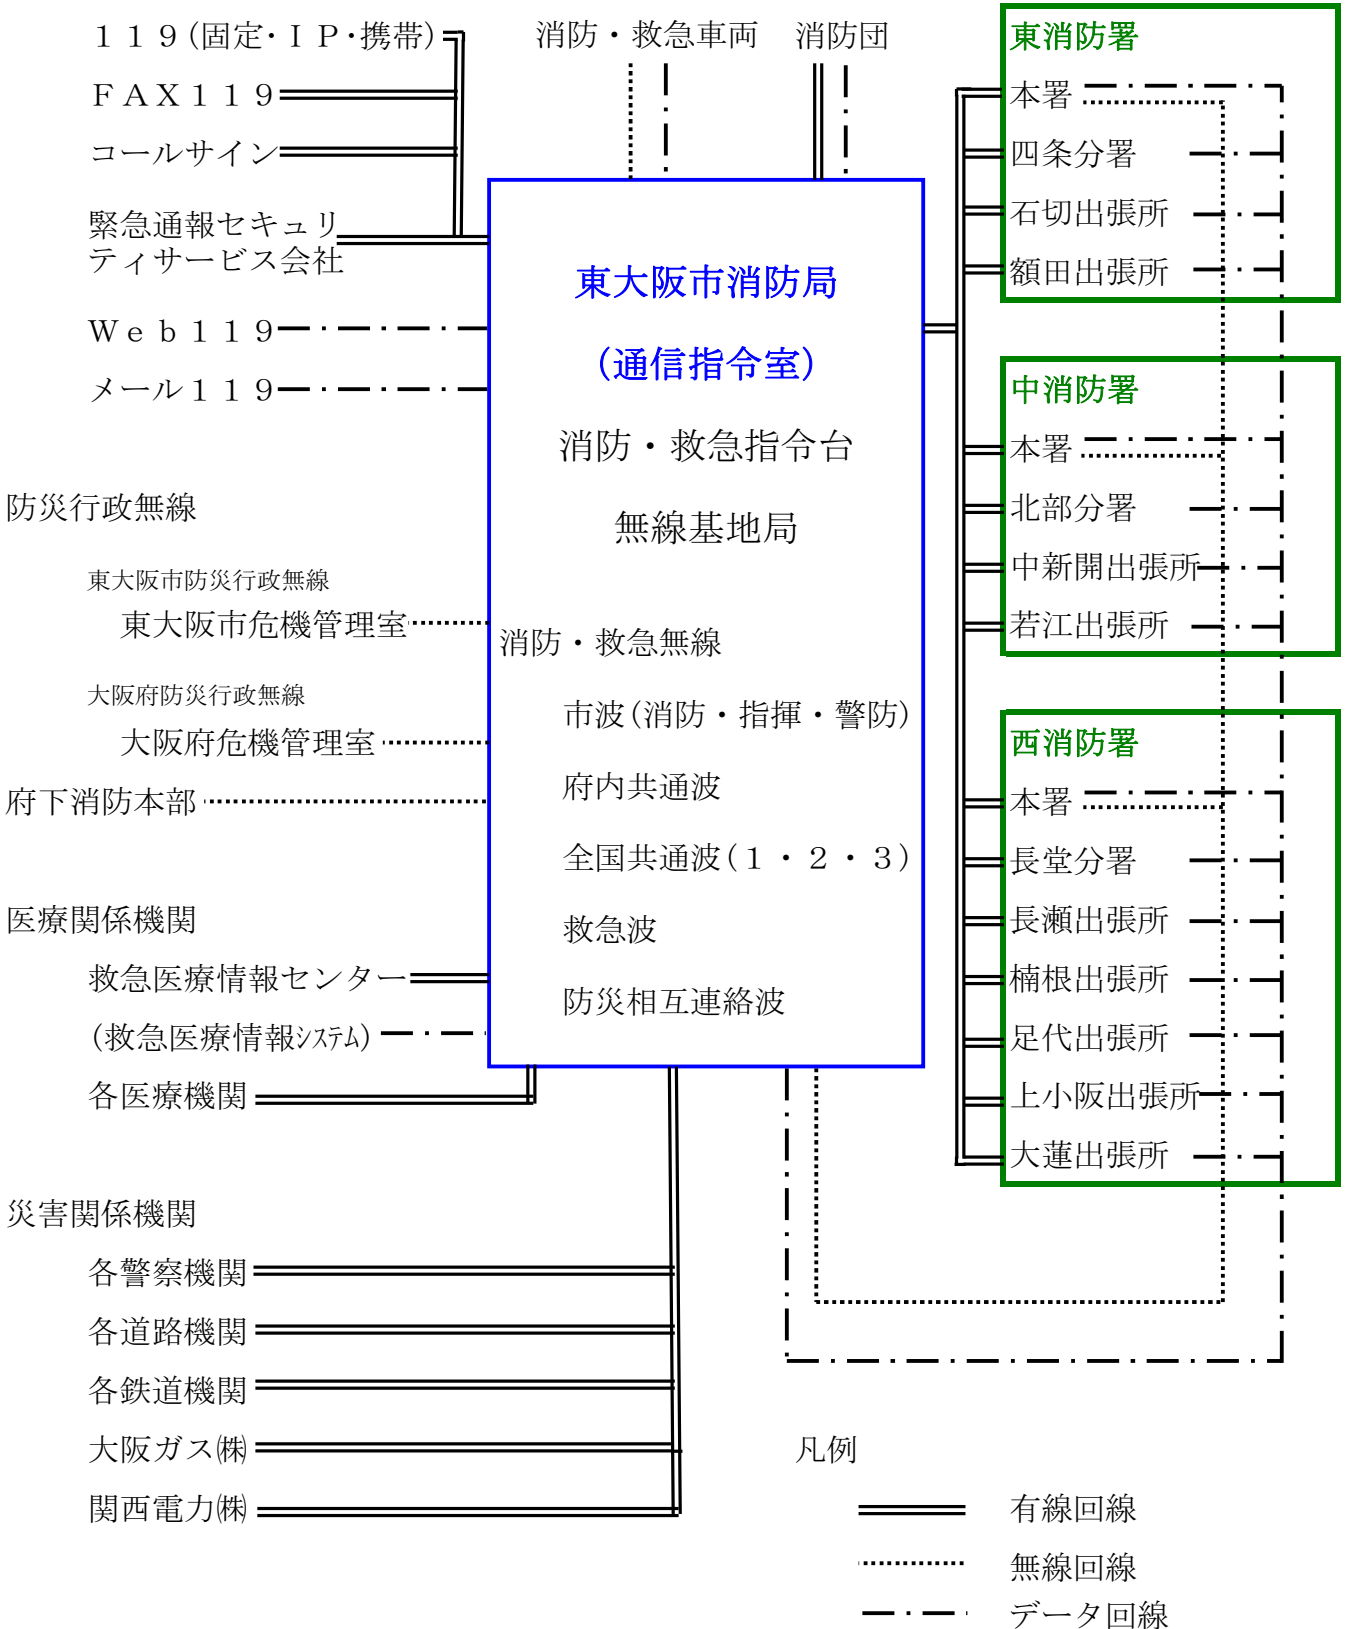 １１９(固定・ＩＰ・携帯)
ＦＡＸ１１９
コールサイン
緊急通報セキュリ
ティサービス会社
Ｗｅｂ１１９
メール１１９
防災行政無線
東大阪市防災行政無線
東大阪市危機管理室
大阪府防災行政無線
大阪府危機管理室
府下消防本部
医療関係機関
救急医療情報センター
(救急医療情報ｼｽﾃﾑ)
各医療機関
災害関係機関
各警察機関
各道路機関
各鉄道機関
大阪ガス㈱
関西電力㈱
消防・救急車両
消防団
東大阪市消防局
(通信指令室)
消防・救急指令台
無線基地局
消防・救急無線
市波(消防・指揮・警防)
府内共通波
全国共通波(１・２・３)
救急波
防災相互連絡波
東消防署
本署
四条分署
石切出張所
額田出張所
中消防署
本署
北部分署
中新開出張所
若江出張所
西消防署
本署
長堂分署
長瀬出張所
楠根出張所
足代出張所
上小阪出張所
大蓮出張所
凡例
有線回線
無線回線
データ回線